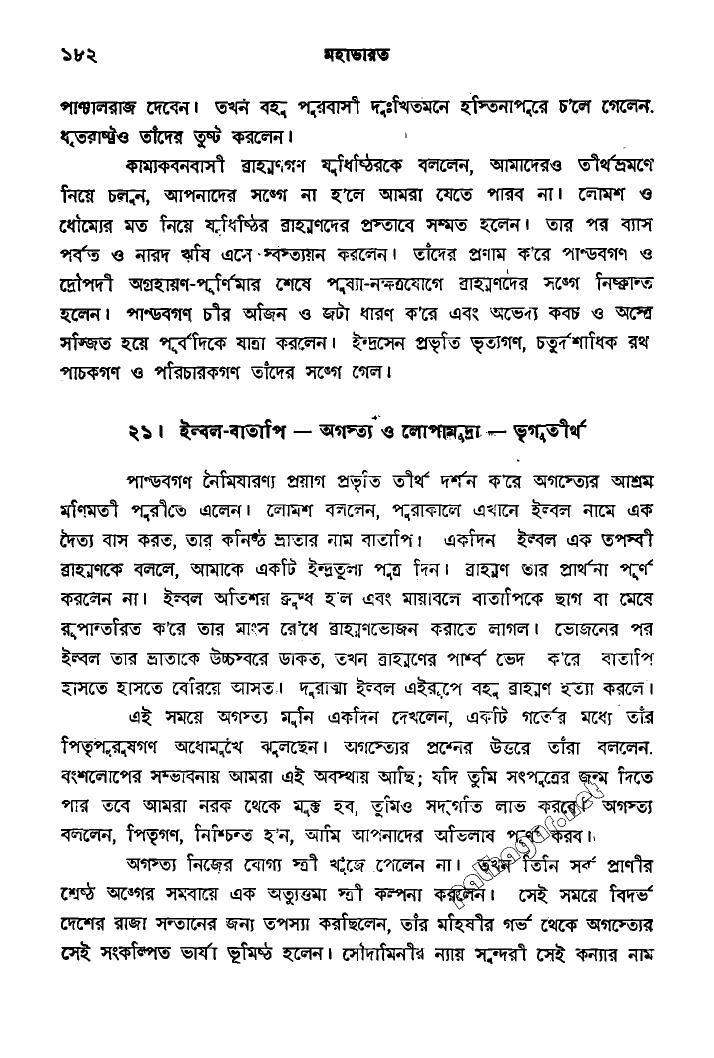 ১৮২ মহাভারত
পাঞ্চালরাজ দেবেন। তখন বহু পুরবাসী দুঃখিতমনে হস্তিনাপুরে চ'লে গেলেন.
ধৃতরাষ্ট্রও তাঁদের তুষ্ট করলেন।
কাম্যকবনবাসী ব্রাহ্মণগণ যুধিষ্ঠিরকে বললেন, আমাদেরও তীর্থভ্রমণে
নিয়ে চলুন, আপনাদের সঙ্গে না হ'লে আমরা যেতে পারব না। লোমশ ও
ধৌম্যের মত নিয়ে যুধিষ্ঠির ব্রাহ্মণদের প্রস্তাবে সম্মত হলেন। তার পর ব্যাস
পর্বত ও নারদ ঋষি এসে স্বস্ত্যয়ন করলেন। তাঁদের প্রণাম ক'রে পাণ্ডবগণ ও
দ্রৌপদী অগ্রহায়ণ-পূর্ণিমার শেষে পুষ্যা-নক্ষত্রযোগে ব্রাহ্মণদের সঙ্গে নিষ্ক্রান্ত
হলেন। পাণ্ডবগণ চীর অজিন ও জটা ধারণ ক'রে এবং অভেদ্য কবচ ও অস্ত্রে
সজ্জিত হয়ে পূর্বদিকে যাত্রা করলেন। ইন্দ্রসেন প্রভৃতি ভৃত্যগণ, চতুর্দশাধিক রথ
পাচকগণ ও পরিচারকগণ তাঁদের সঙ্গে গেল।
২১। ইল্বল-বাতাপি — অগস্ত্য ও লোপামুদ্রা — ভৃগুতীর্থ
পাণ্ডবগণ নৈমিষারণ্য প্রয়াগ প্রভৃতি তীর্থ দর্শন ক'রে অগস্ত্যের আশ্রম
মণিমতী পুরীতে এলেন। লোমশ বললেন, পুরাকালে এখানে ইল্বল নামে এক
দৈত্য বাস করত, তার কনিষ্ঠ ভ্রাতার নাম বাতাপি। একদিন ইল্বল এক তপস্বী
ব্রাহ্মণকে বললে, আমাকে একটি ইন্দ্রতুল্য পুত্র দিন। ব্রাহ্মণ তার প্রার্থনা পূর্ণ
করলেন না। ইল্বল অতিশয় ক্রুদ্ধ হ'ল এবং মায়াবলে বাতাপিকে ছাগ বা মেষে
রূপান্তরিত ক'রে তার মাংস রেঁধে ব্রাহ্মণভোজন করাতে লাগল। ভোজনের পর
ইল্বল তার ভ্রাতাকে উচ্চস্বরে ডাকত, তখন ব্রাহ্মণের পার্শ্ব ভেদ ক'রে বাতাপি
হাসতে হাসতে বেরিয়ে আসত। দুরাত্মা ইল্বল এইরূপে বহু ব্রাহ্মণ হত্যা করলে।
এই সময়ে অগস্ত্য মুনি একদিন দেখলেন, একটি গর্তের মধ্যে তাঁর
পিতৃপুরুষগণ অধোমুখে ঝুলছেন। অগস্ত্যের প্রশ্নের উত্তরে তাঁরা বললেন.
বংশলোপের সম্ভাবনায় আমরা এই অবস্থায় আছি; যদি তুমি সৎপুত্রের জন্ম দিতে
পার তবে আমরা নরক থেকে মুক্ত হব, তুমিও সদ্‌গতি লাভ করবে। অগস্ত্য
বললেন, পিতৃগণ, নিশ্চিন্ত হ'ন, আমি আপনাদের অভিলাষ পূর্ণ করব।
অগস্ত্য নিজের যোগ্য স্ত্রী খুঁজে পেলেন না। তখন তিনি সর্ব প্রাণীর
শ্রেষ্ঠ অঙ্গের সমবায়ে এক অত্যুত্তমা স্ত্রী কল্পনা করলেন। সেই সময়ে বিদর্ভ
দেশের রাজা সন্তানের জন্য তপস্যা করছিলেন, তাঁর মহিষীর গর্ভ থেকে অগস্ত্যের
সেই সংকল্পিত ভার্যা ভূমিষ্ঠ হলেন। সৌদামিনীর ন্যায় সুন্দরী সেই কন্যার নাম